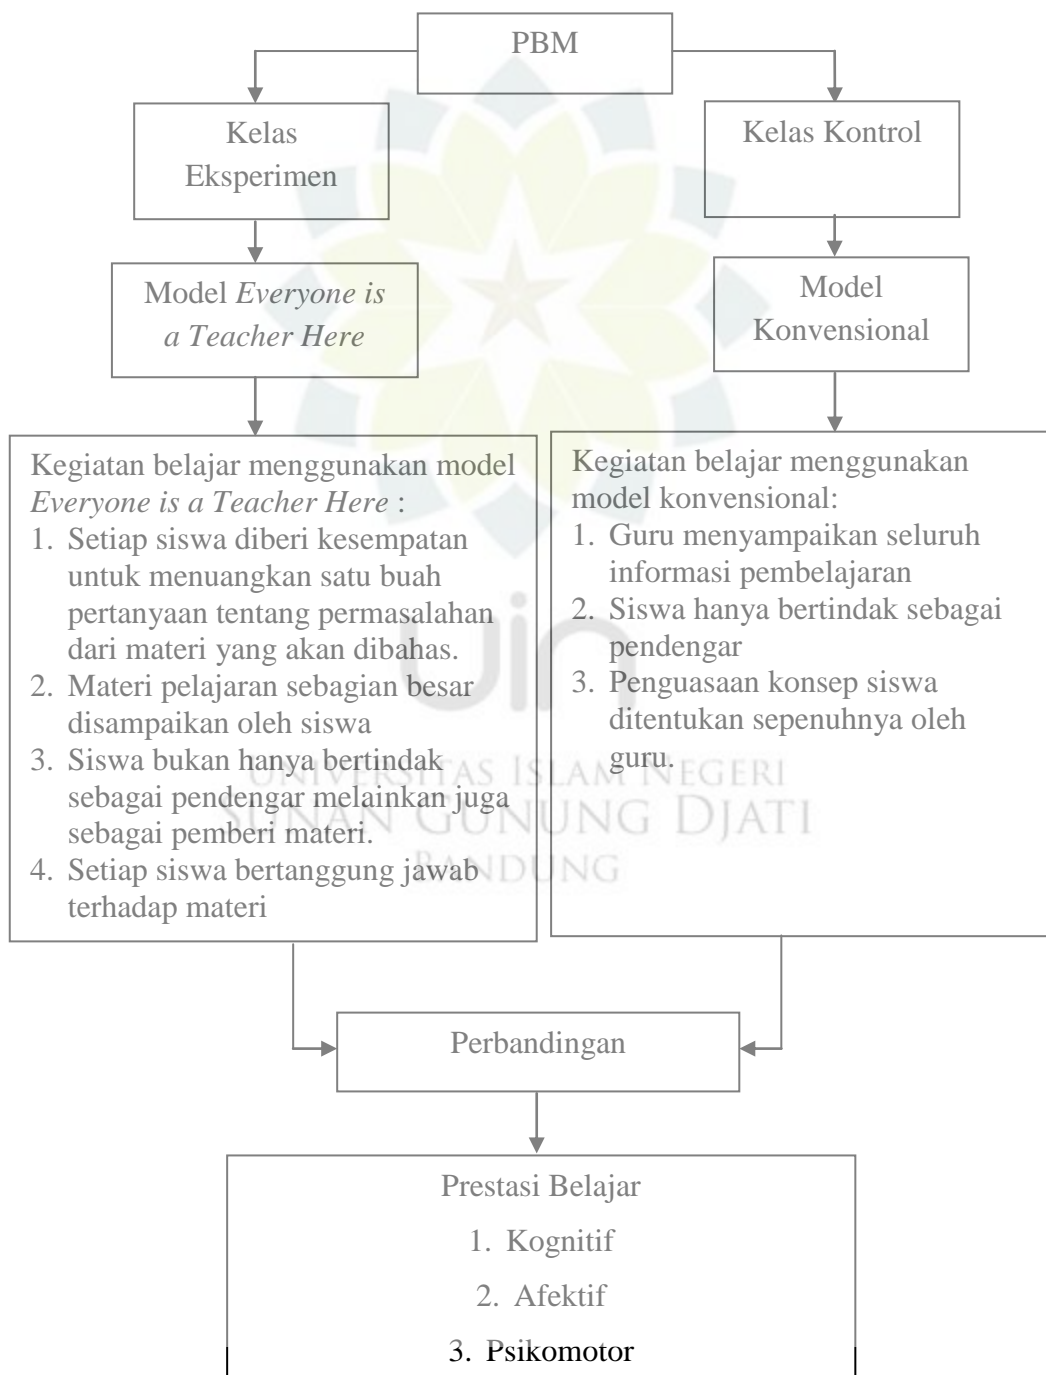 PBM
Kelas
Eksperimen
Kelas Kontrol
Model Everyone is
a Teacher Here
Model
Konvensional
Kegiatan belajar menggunakan model
Everyone is a Teacher Here :
1. Setiap siswa diberi kesempatan
untuk menuangkan satu buah
pertanyaan tentang permasalahan
dari materi yang akan dibahas.
2. Materi pelajaran sebagian besar
disampaikan oleh siswa
3. Siswa bukan hanya bertindak
sebagai pendengar melainkan juga
sebagai pemberi materi.
4. Setiap siswa bertanggung jawab
terhadap materi
Kegiatan belajar menggunakan
model konvensional:
1. Guru menyampaikan seluruh
informasi pembelajaran
2. Siswa hanya bertindak sebagai
pendengar
3. Penguasaan konsep siswa
ditentukan sepenuhnya oleh
guru.
uin
UNIVERSITAS ISLAM NEGERI
SUNAN GUNUNG DJATI
BANDUNG
Perbandingan
Prestasi Belajar
1. Kognitif
2. Afektif
3. Psikomotor